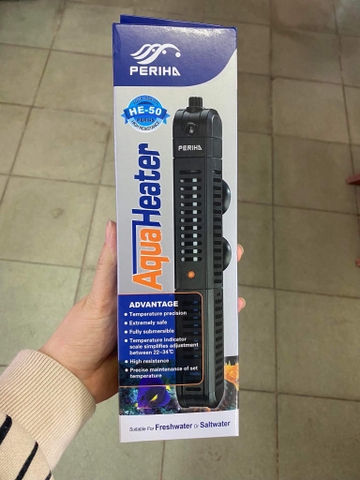 PERIHA
HE-50
PERIHA
AquaHeater
ADVANTAGE
• Temperature precision
• Extremely safe
• Fully submersible
• Temperature indicator
scale simplifies adjustment
between 22-34°C
• High resistance
• Precise maintenance of set
temperature
Suitable For Freshwater Or Saltwater